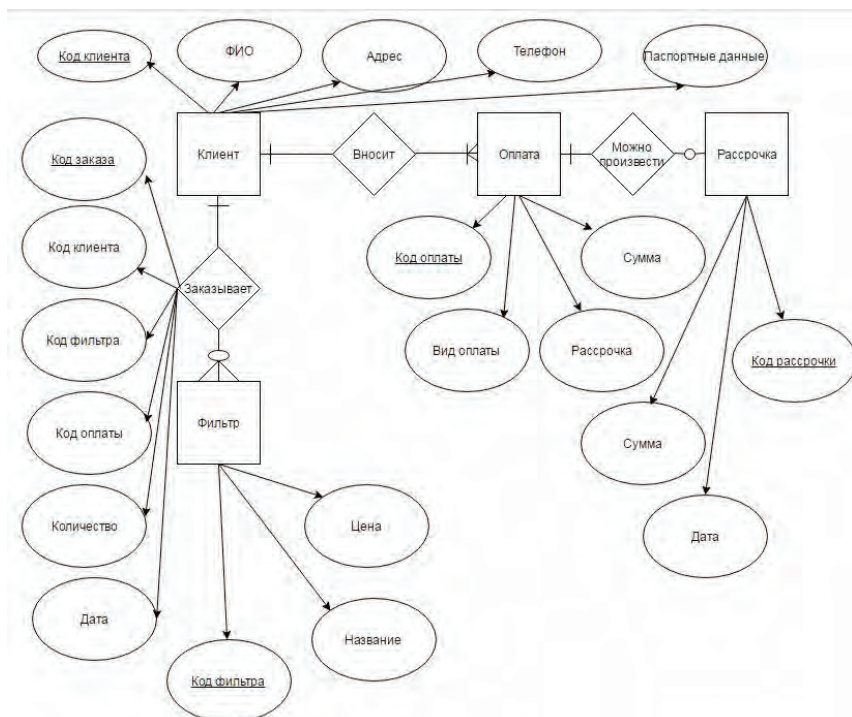 Код клиента
ФИО
Адрес
Телефон
Паспортные данные
Код заказа
Клиент
Вносит
Оплата
Можно
произвести
Рассрочка
Код клиента
Заказывает
Код оплаты
Сумма
Код фильтра
Вид оплаты
Рассрочка
Код рассрочки
Фильтр
Код оплаты
Сумма
Количество
Цена
Дата
Дата
Название
Код фильтра